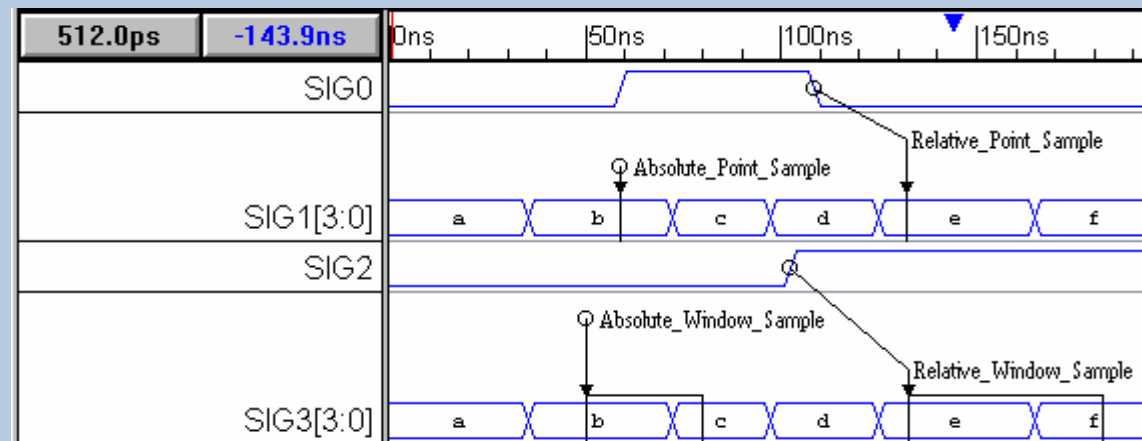 512.0ps -143.9ns 0ns 50ns 100ns 150ns
SIG0
Relative_Point_Sample
Absolute_Point_Sample
SIG1[3:0] a b c d e f
SIG2
Absolute_Window_Sample
Relative_Window_Sample
SIG3[3:0] a b c d e f